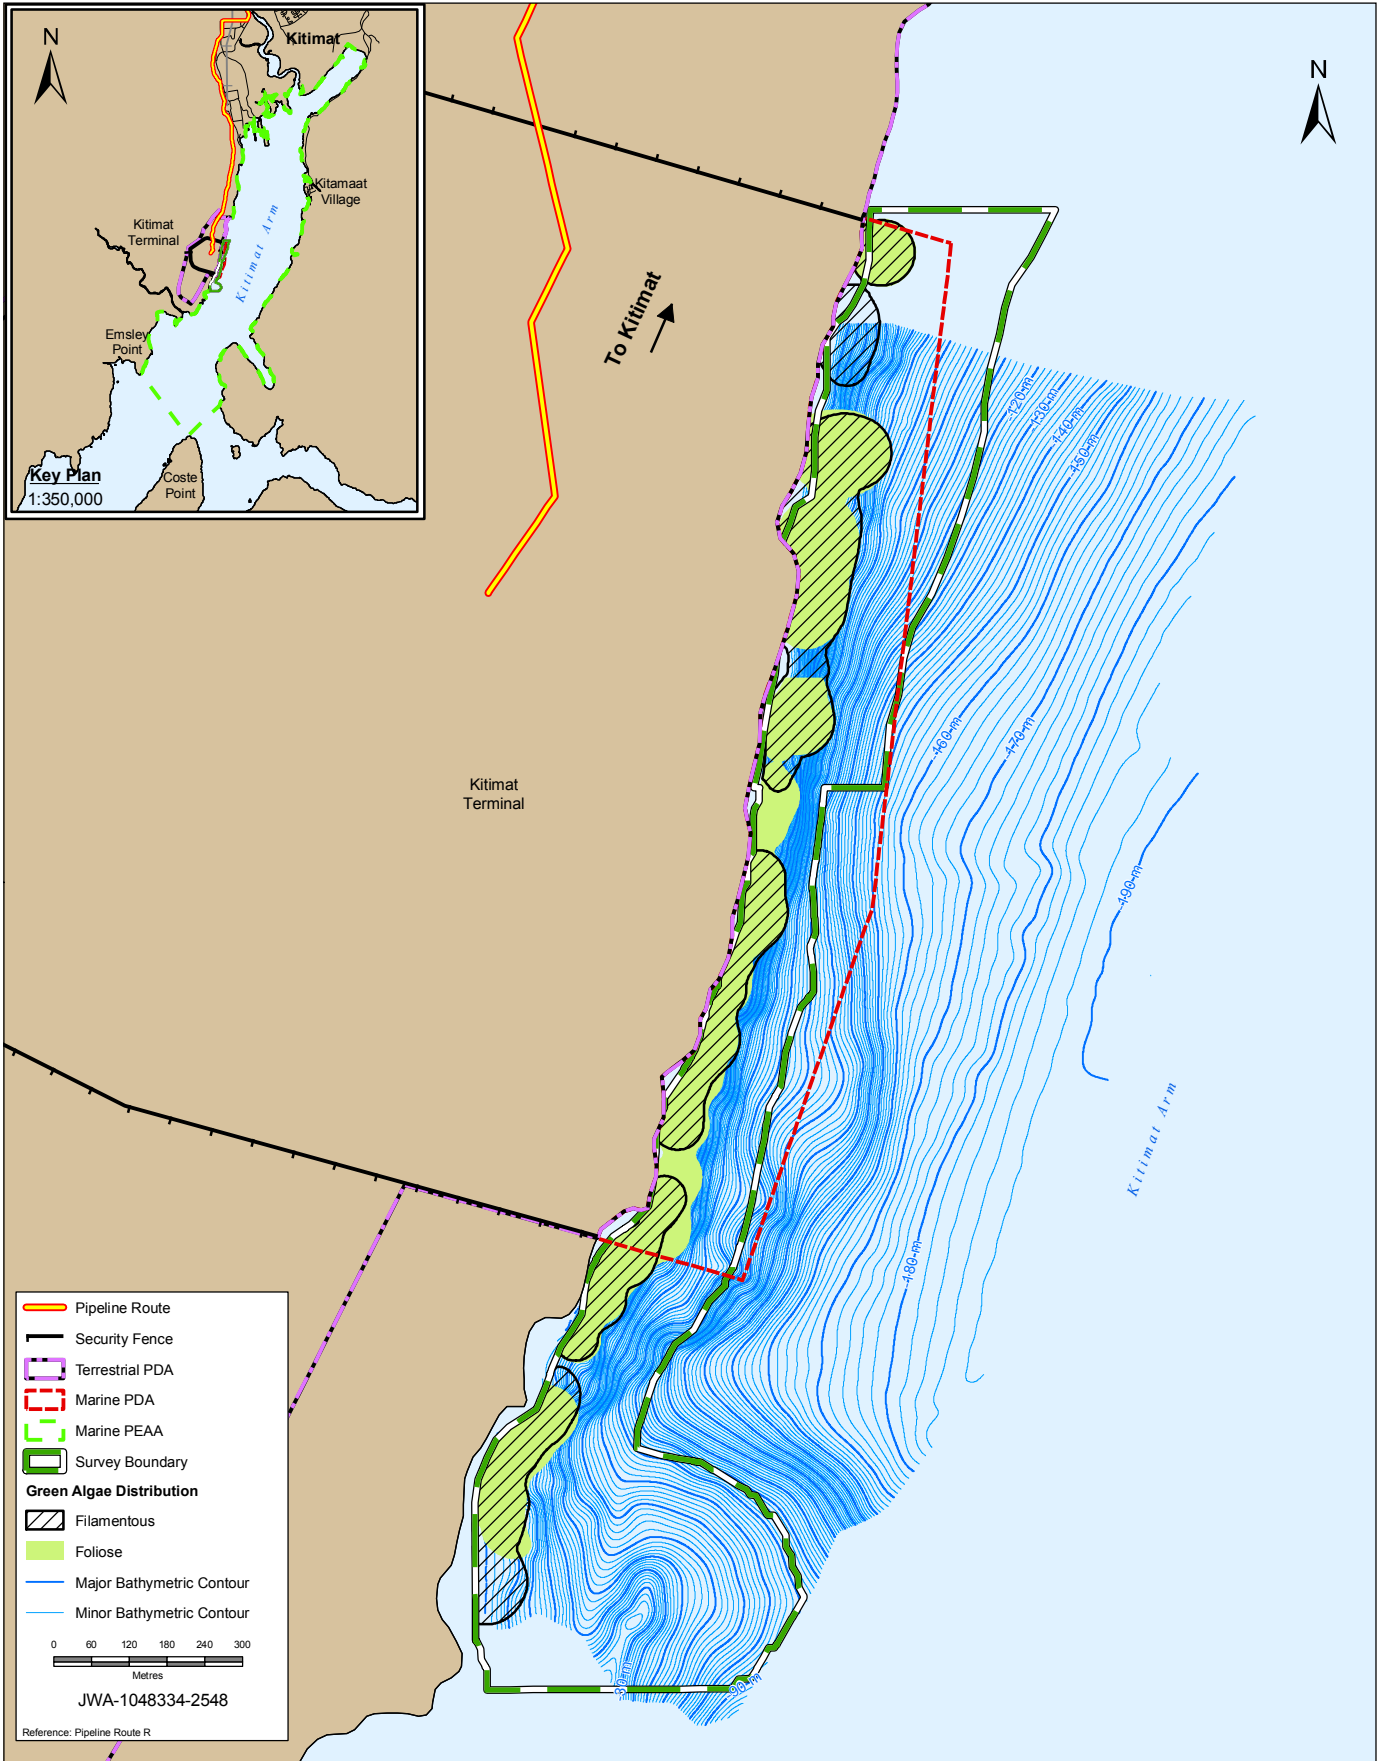 N
Kitimat
Kitamaat
Village
Kitimat
Terminal
Kitimat Arm
Emsley
Point
Coste
Point
Key Plan
1:350,000
N
To Kitimat
-120 m
-130 m
-140 m
-150 m
-160 m
-170 m
Kitimat
Terminal
-190 m
Kitimat Arm
-180 m
-30 m
-90 m
Pipeline Route
Security Fence
Terrestrial PDA
Marine PDA
Marine PEAA
Survey Boundary
Green Algae Distribution
Filamentous
Foliose
Major Bathymetric Contour
Minor Bathymetric Contour
0 60 120 180 240 300
Metres
JWA-1048334-2548
Reference: Pipeline Route R